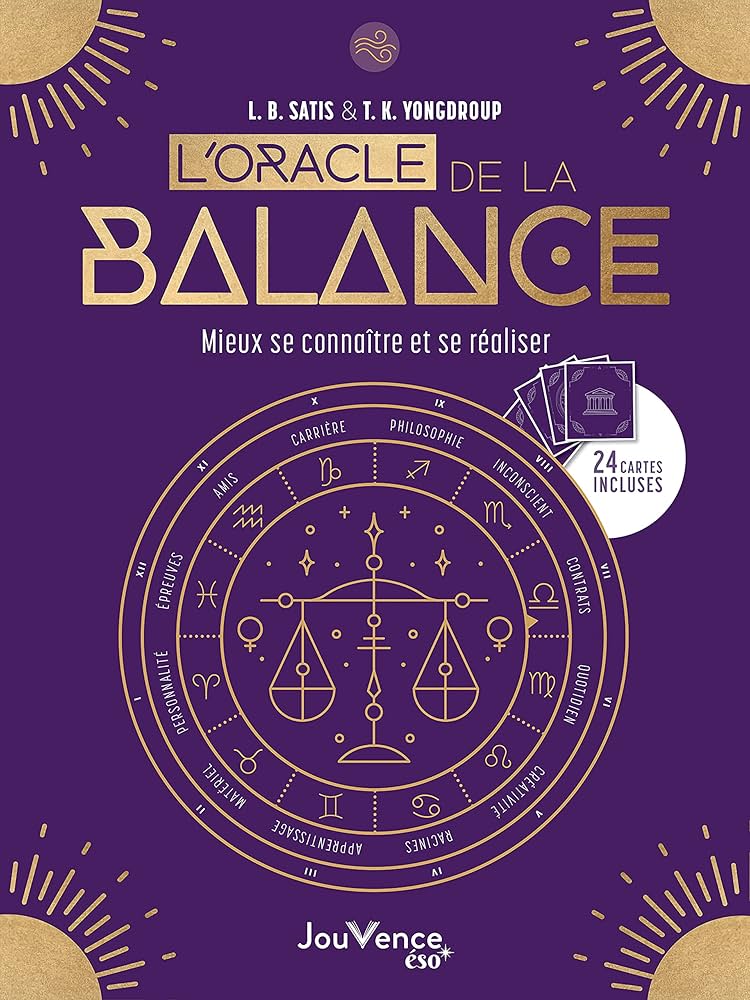 L. B. SATIS & T. K. YONGDROUP
L'ORACLE DE LA
BALANCE
Mieux se connaître et se réaliser
24 CARTES
INCLUSES
X
CARRIÈRE
IX
PHILOSOPHIE
VIII
INCONSCIENT
VII
CONTRATS
VI
QUOTIDIEN
V
CRÉATIVITÉ
IV
RACINES
III
APPRENTISSAGE
II
MATÉRIEL
I
PERSONNALITÉ
XII
ÉPREUVES
XI
AMIS
JouVence
éso